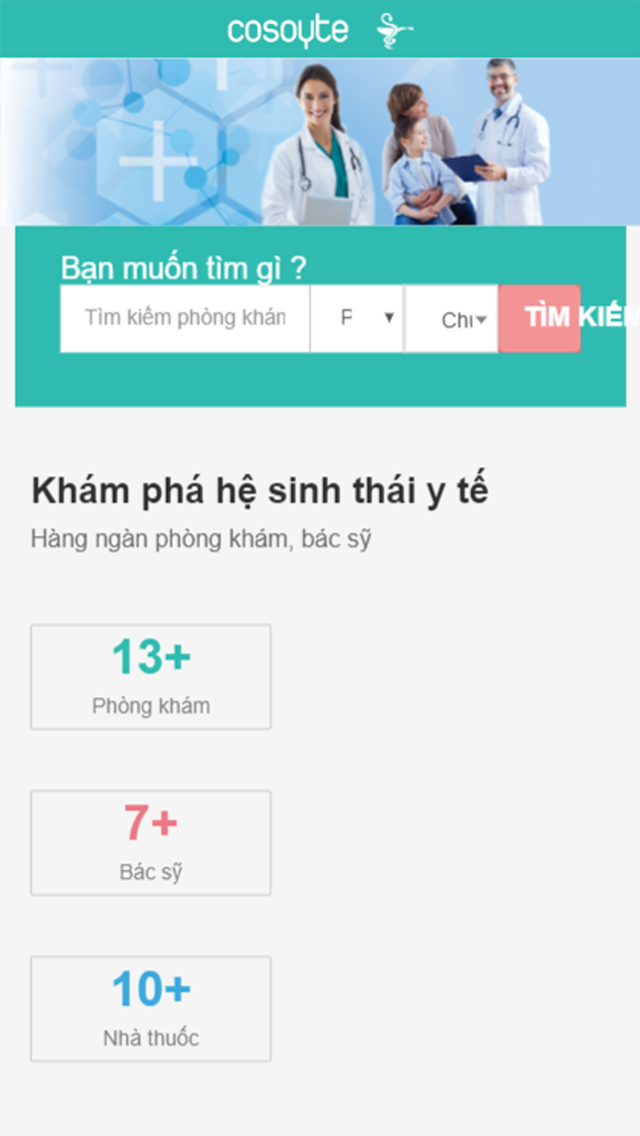 cosoyte
Bạn muốn tìm gì ?
Tìm kiếm phòng khán
TÌM KIẾM
Khám phá hệ sinh thái y tế
Hàng ngàn phòng khám, bác sỹ
13+
Phòng khám
7+
Bác sỹ
10+
Nhà thuốc